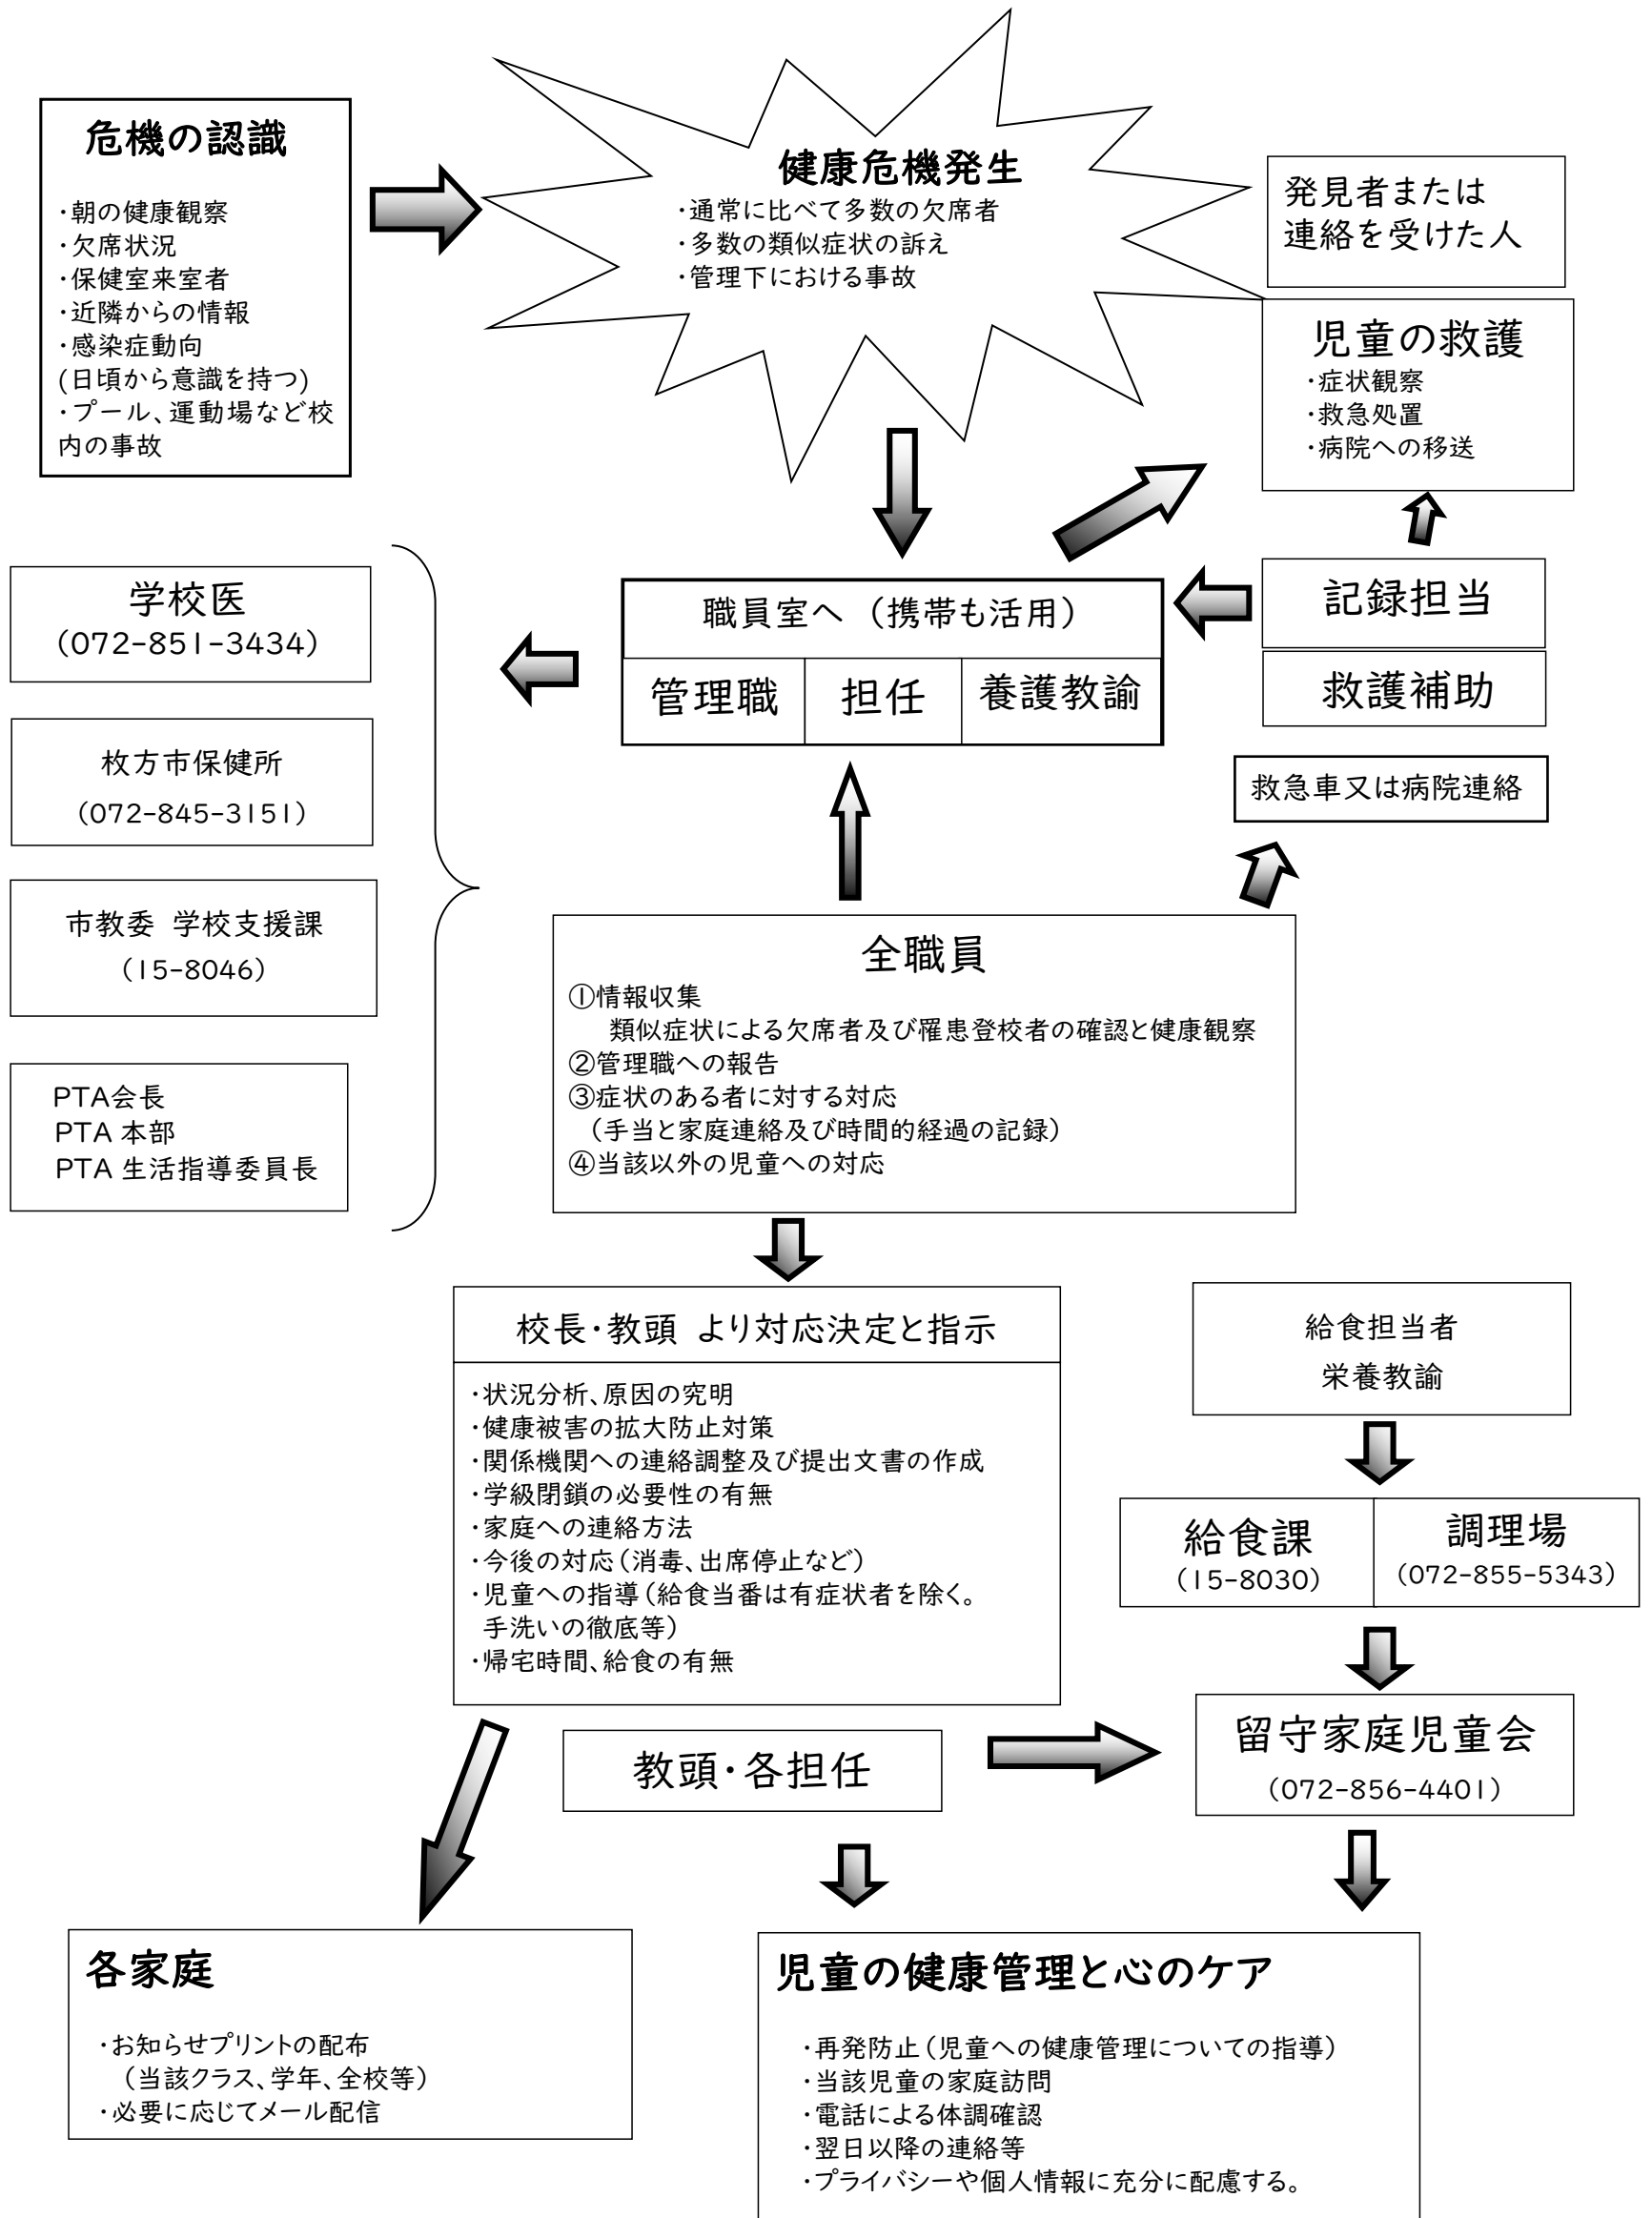 危機の認識
・朝の健康観察
・欠席状況
・保健室来室者
・近隣からの情報
・感染症動向
(日頃から意識を持つ)
・プール、運動場など校
内の事故
健康危機発生
・通常に比べて多数の欠席者
・多数の類似症状の訴え
・管理下における事故
発見者または
連絡を受けた人
児童の救護
・症状観察
・救急処置
・病院への移送
学校医
（072-851-3434）
枚方市保健所
（072-845-3151）
市教委 学校支援課
（15-8046）
PTA会長
PTA 本部
PTA 生活指導委員長
職員室へ（携帯も活用）
管理職
担任
養護教諭
記録担当
救護補助
救急車又は病院連絡
全職員
①情報収集
類似症状による欠席者及び罹患登校者の確認と健康観察
②管理職への報告
③症状のある者に対する対応
（手当と家庭連絡及び時間的経過の記録）
④当該以外の児童への対応
校長・教頭 より対応決定と指示
・状況分析、原因の究明
・健康被害の拡大防止対策
・関係機関への連絡調整及び提出文書の作成
・学級閉鎖の必要性の有無
・家庭への連絡方法
・今後の対応（消毒、出席停止など）
・児童への指導（給食当番は有症状者を除く。
手洗いの徹底等）
・帰宅時間、給食の有無
給食担当者
栄養教諭
給食課
（15-8030）
調理場
（072-855-5343）
教頭・各担任
留守家庭児童会
（072-856-4401）
各家庭
・お知らせプリントの配布
（当該クラス、学年、全校等）
・必要に応じてメール配信
児童の健康管理と心のケア
・再発防止（児童への健康管理についての指導）
・当該児童の家庭訪問
・電話による体調確認
・翌日以降の連絡等
・プライバシーや個人情報に充分に配慮する。